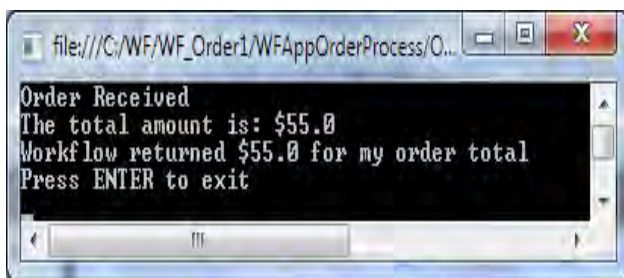 file:///C:/WF/WF_Order1/WFAppOrderProcess/O...
Order Received
The total amount is: $55.0
Workflow returned $55.0 for my order total
Press ENTER to exit